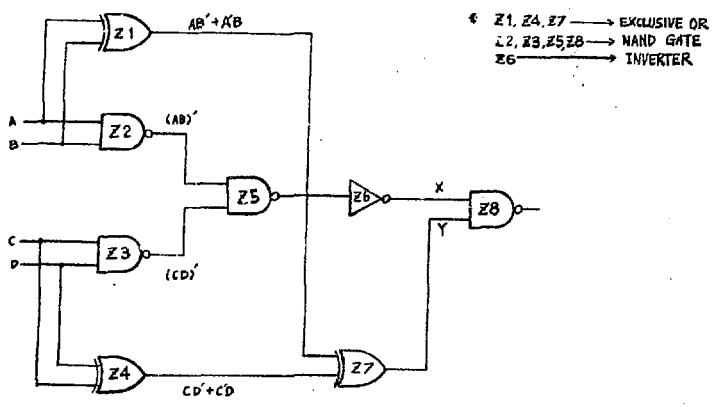 * Z1, Z4, Z7 → EXCLUSIVE OR
Z2, Z3, Z5, Z8 → NAND GATE
Z6 → INVERTER
Z1
AB'+A'B
A
B
Z2
(AB)'
Z5
Z6
X
Y
Z8
C
D
Z3
(CD)'
Z4
CD'+C'D
Z7